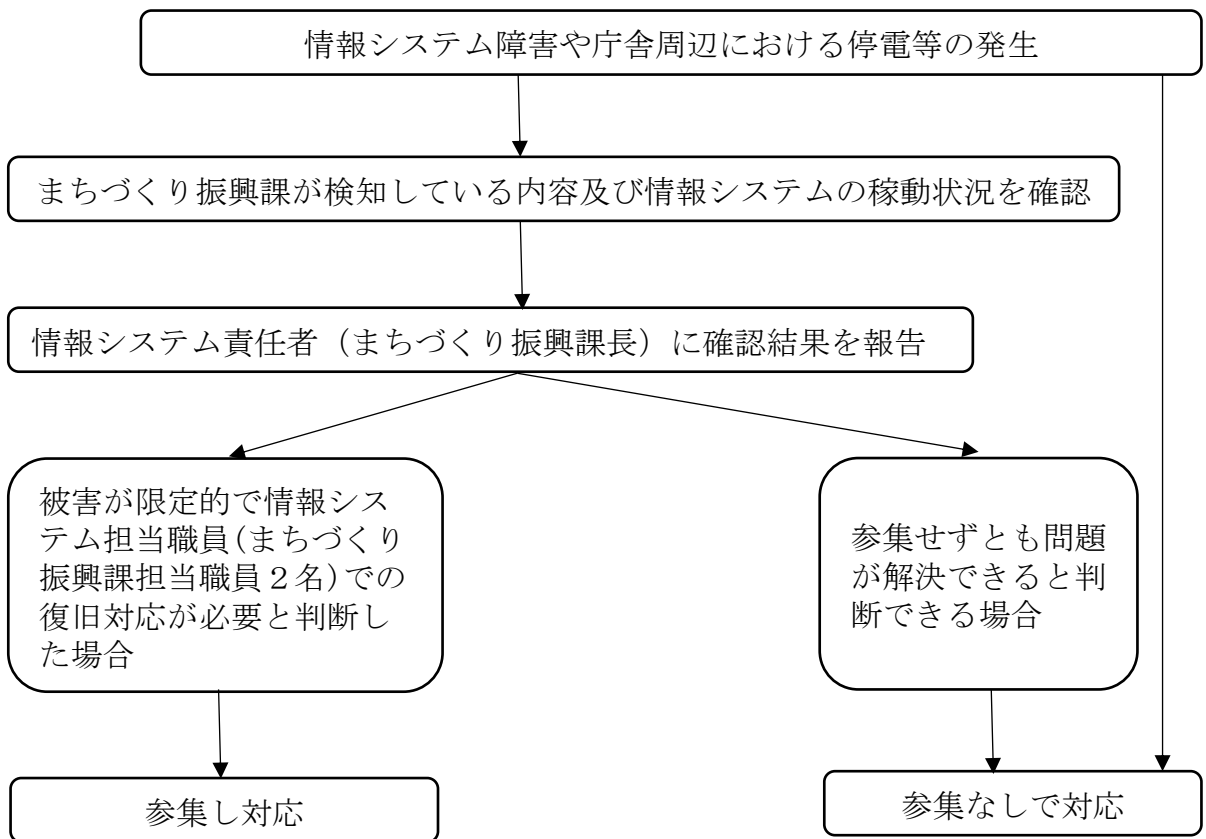 情報システム障害や庁舎周辺における停電等の発生
まちづくり振興課が検知している内容及び情報システムの稼動状況を確認
情報システム責任者（まちづくり振興課長）に確認結果を報告
被害が限定的で情報シス
テム担当職員(まちづくり
振興課担当職員２名)での
復旧対応が必要と判断し
た場合
参集せずとも問題
が解決できると判
断できる場合
参集し対応
参集なしで対応